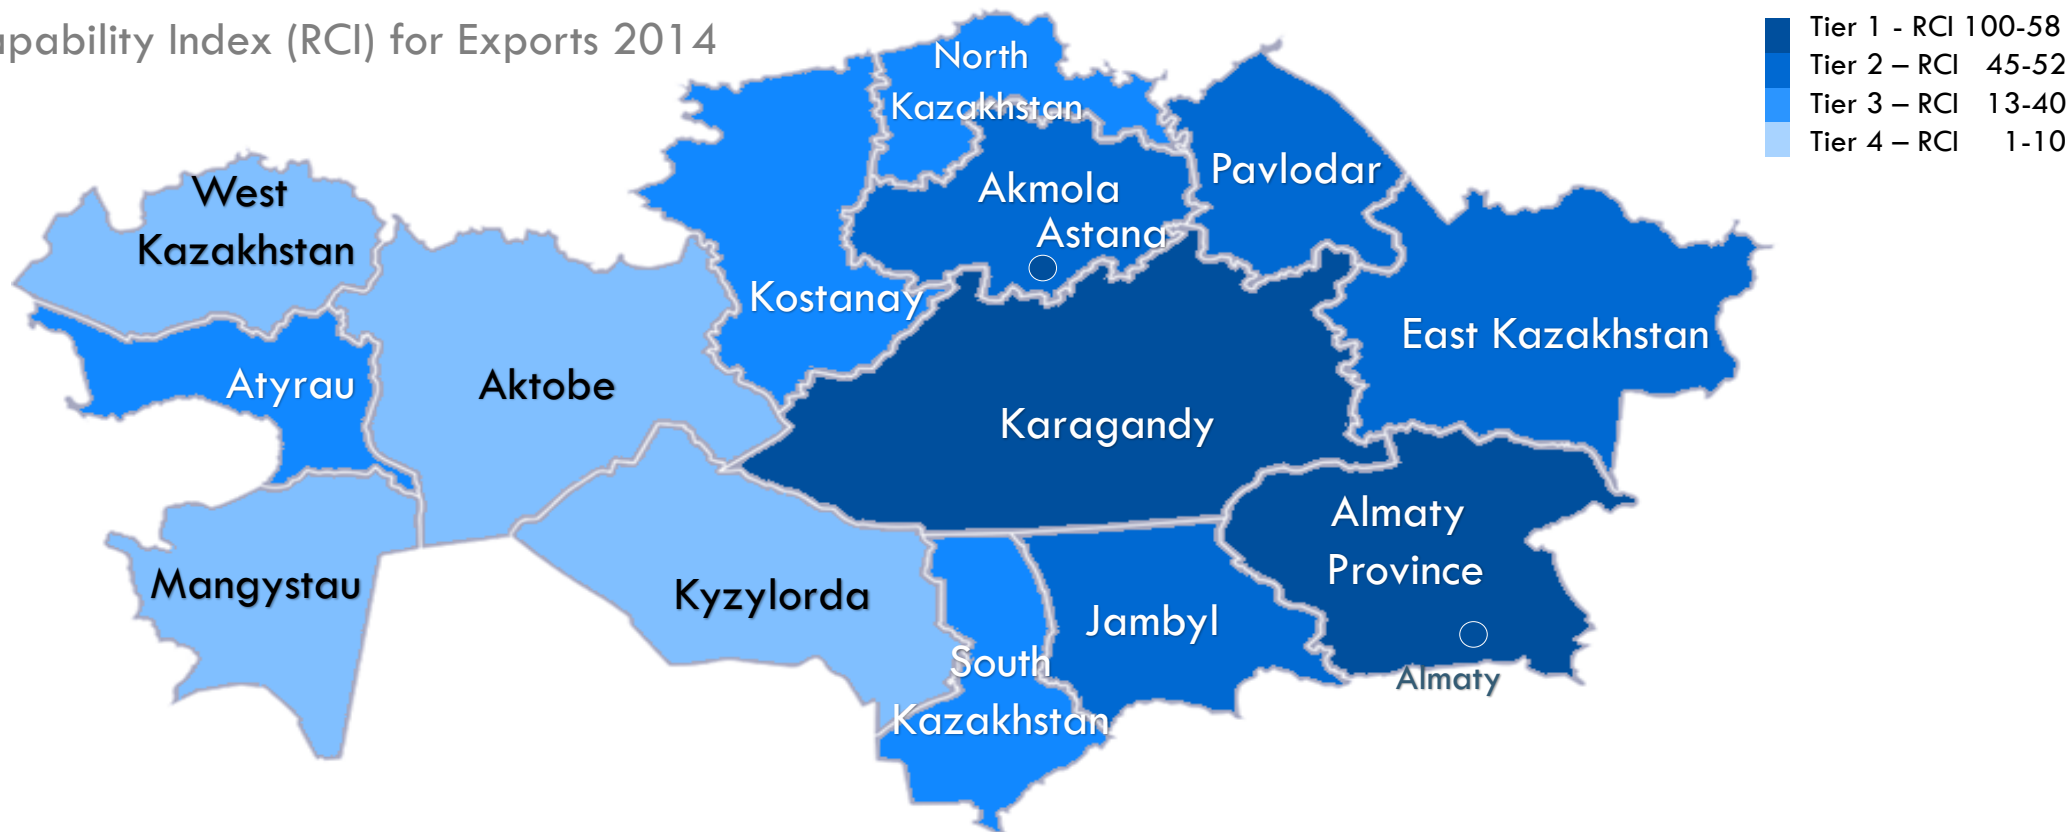 Index (RCI) for Exports 2014
Tier 1 - RCI 100-58
Tier 2 – RCI 45-52
Tier 3 – RCI 13-40
Tier 4 – RCI 1-10
North
Kazakhstan
Pavlodar
Akmola
Astana
West
Kazakhstan
Kostanay
East Kazakhstan
Atyrau
Aktobe
Karagandy
Almaty
Province
Mangystau
Kyzylorda
Jambyl
South
Kazakhstan
Almaty